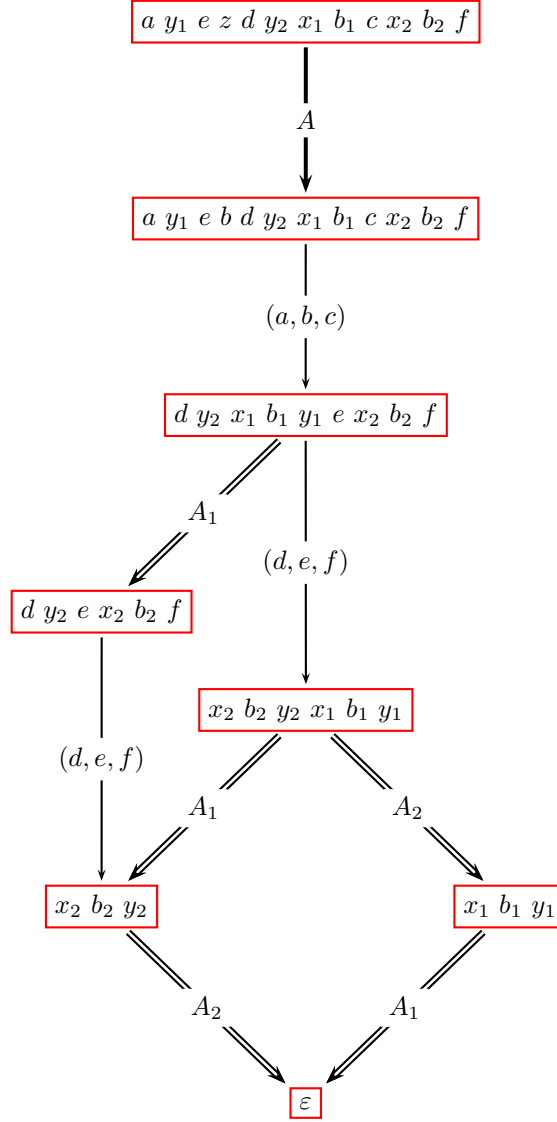 a y₁ e z d y₂ x₁ b₁ c x₂ b₂ f
A
a y₁ e b d y₂ x₁ b₁ c x₂ b₂ f
(a, b, c)
d y₂ x₁ b₁ y₁ e x₂ b₂ f
A₁
(d, e, f)
d y₂ e x₂ b₂ f
x₂ b₂ y₂ x₁ b₁ y₁
(d, e, f)
A₁ A₂
x₂ b₂ y₂ x₁ b₁ y₁
A₂ A₁
ε